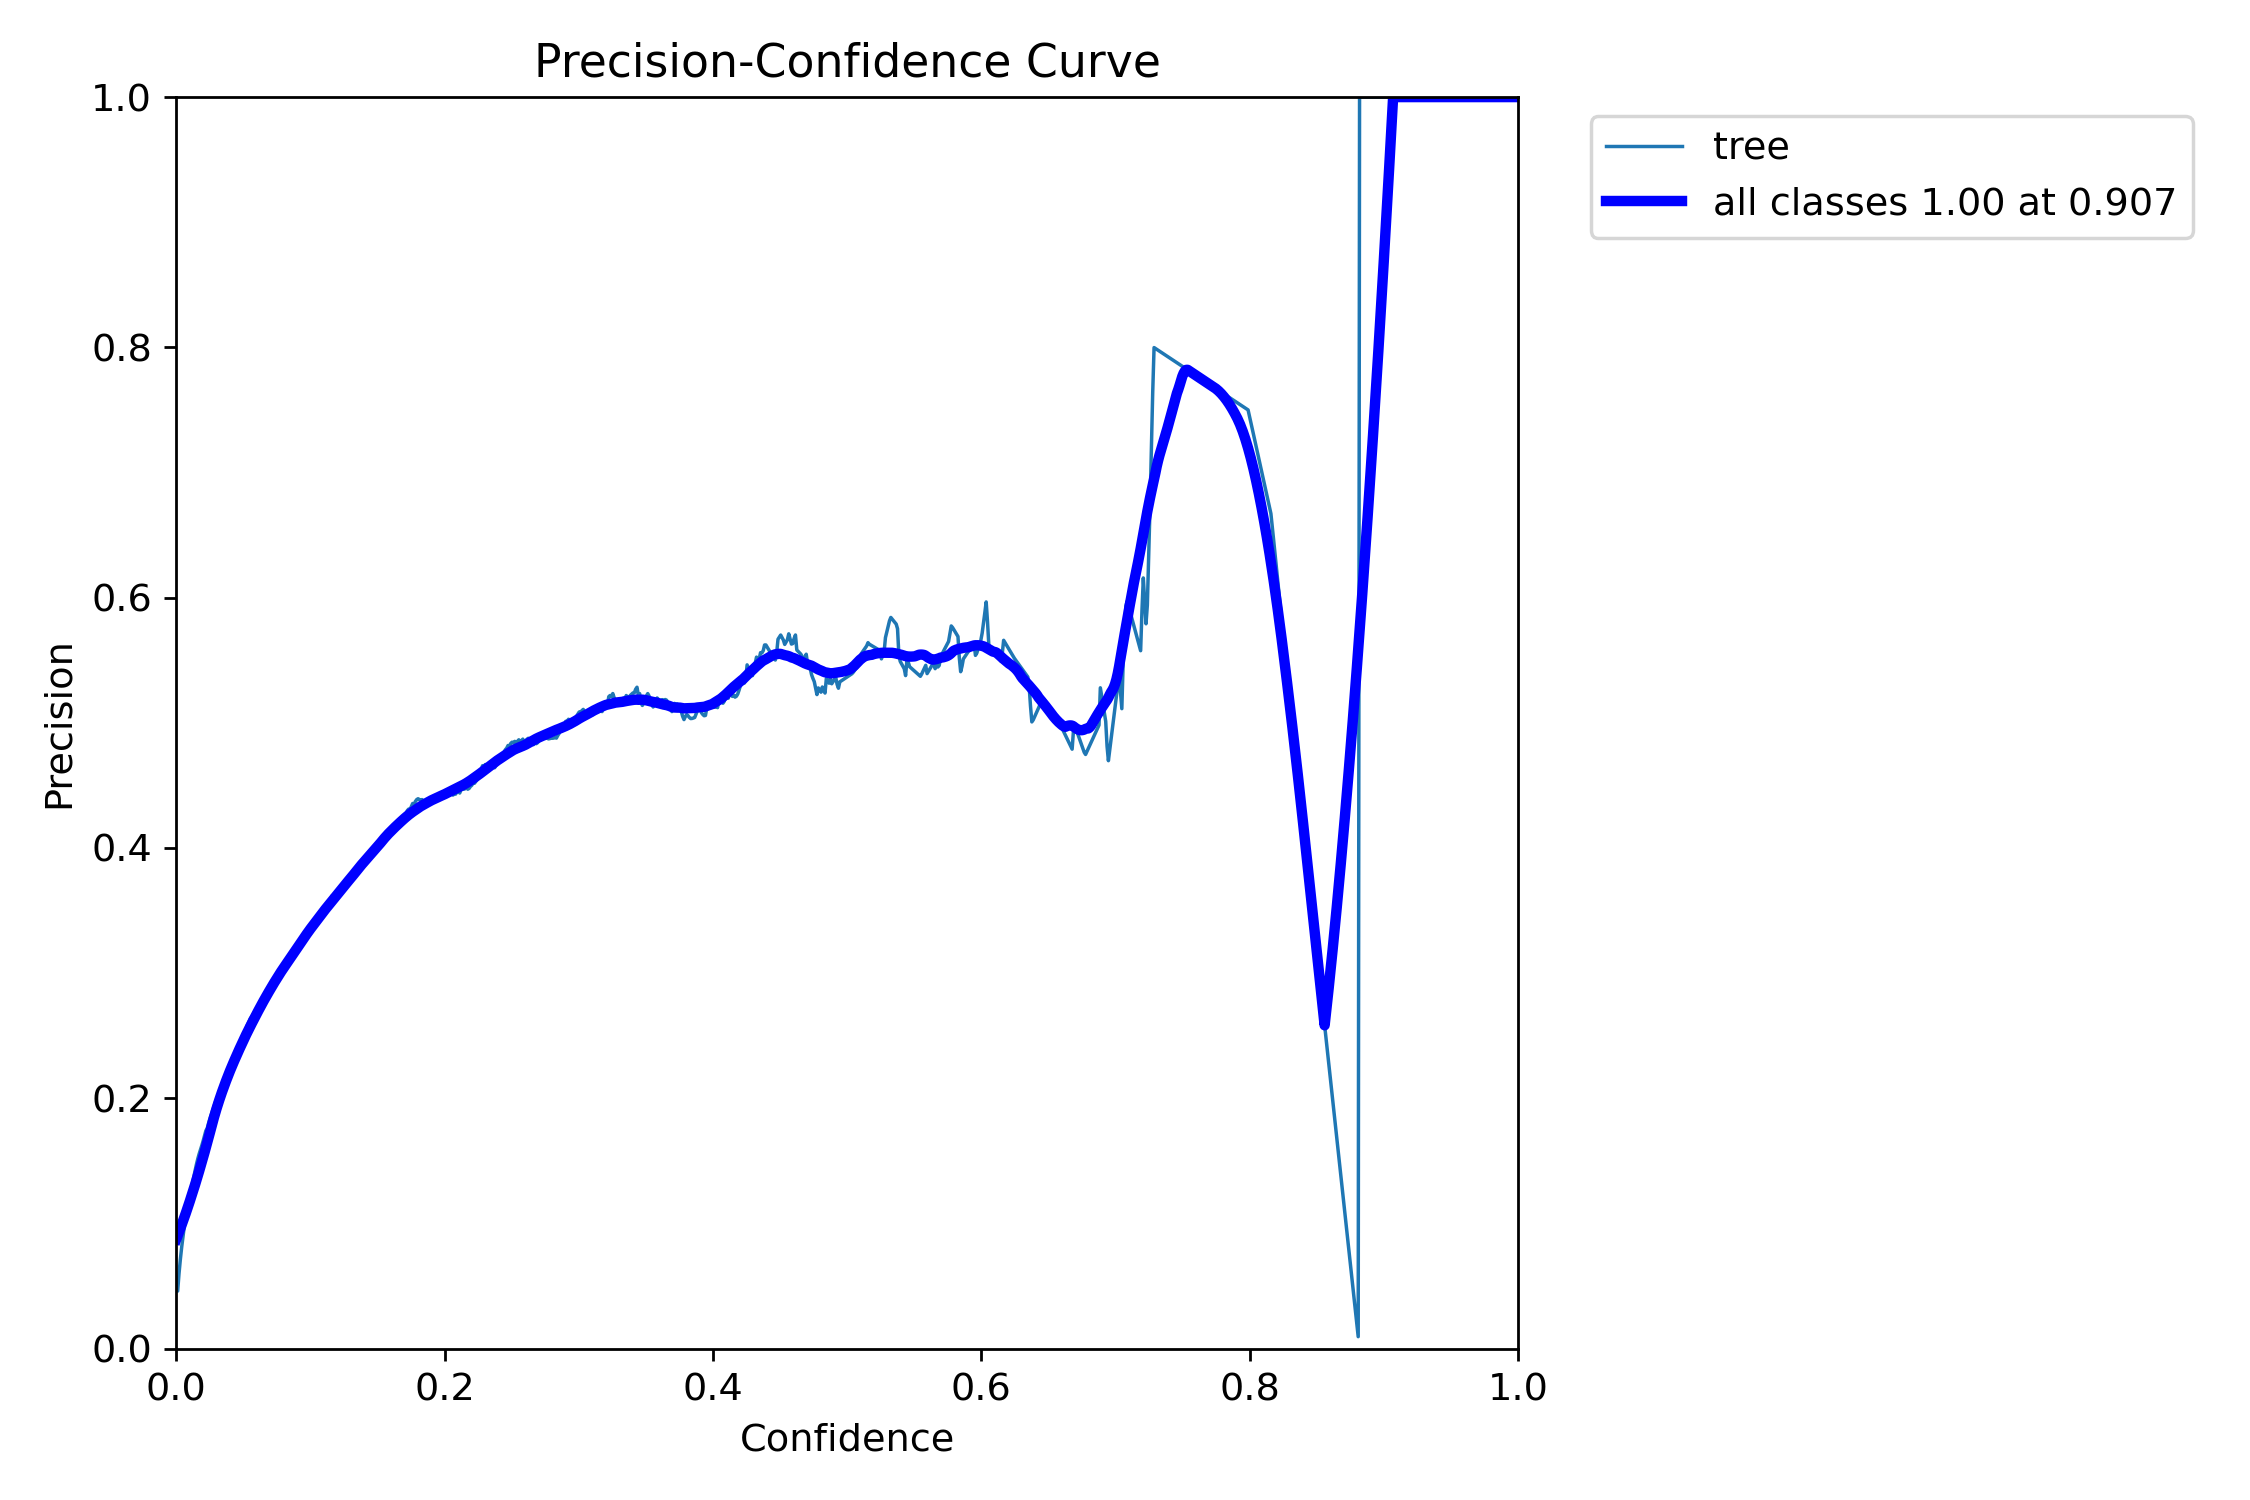 Precision-Confidence Curve
1.0
0.8
0.6
0.4
0.2
0.0
Precision
0.0 0.2 0.4 0.6 0.8 1.0
Confidence
tree
all classes 1.00 at 0.907